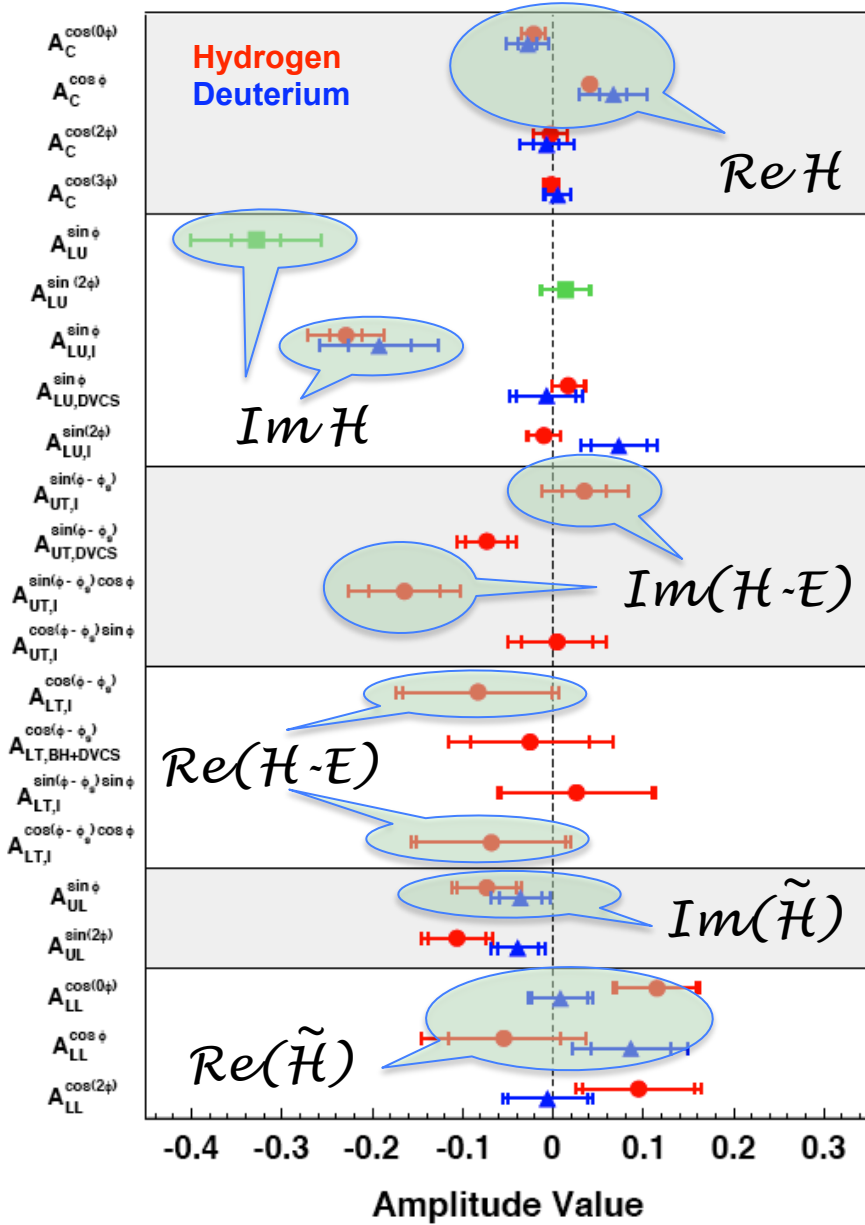 A_C^cos(0ϕ)
Hydrogen
Deuterium
A_C^cos ϕ
A_C^cos(2ϕ)
Re H
A_C^cos(3ϕ)
A_LU^sin ϕ
A_LU^sin (2ϕ)
A_LU,I^sin ϕ
A_LU,DVCS^sin ϕ
Im H
A_LU,I^sin(2ϕ)
A_UT,I^sin(ϕ - ϕ_s)
A_UT,DVCS^sin(ϕ - ϕ_s)
A_UT,I^sin(ϕ - ϕ_s) cos ϕ
Im(H-E)
A_UT,I^cos(ϕ - ϕ_s) sin ϕ
A_LT,I^cos(ϕ - ϕ_s)
A_LT,BH+DVCS^cos(ϕ - ϕ_s)
Re(H-E)
A_LT,I^sin(ϕ - ϕ_s) sin ϕ
A_LT,I^cos(ϕ - ϕ_s) cos ϕ
A_UL^sin ϕ
Im(H̃)
A_UL^sin(2ϕ)
A_LL^cos(0ϕ)
A_LL^cos ϕ
Re(H̃)
A_LL^cos(2ϕ)
-0.4 -0.3 -0.2 -0.1 0 0.1 0.2 0.3
Amplitude Value